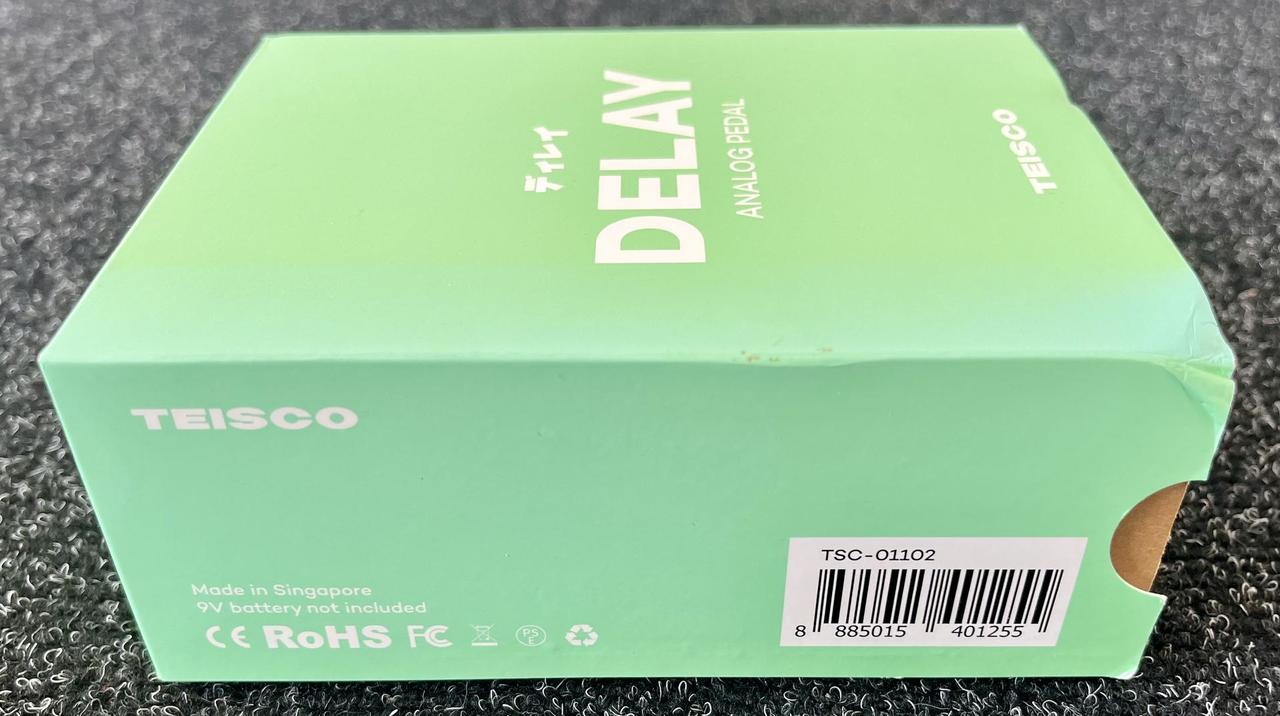 ディレイ
DELAY
ANALOG PEDAL
TEISCO
TEISCO
Made in Singapore
9V battery not included
CE RoHS FC PSE
TSC-01102
8 885015 401255